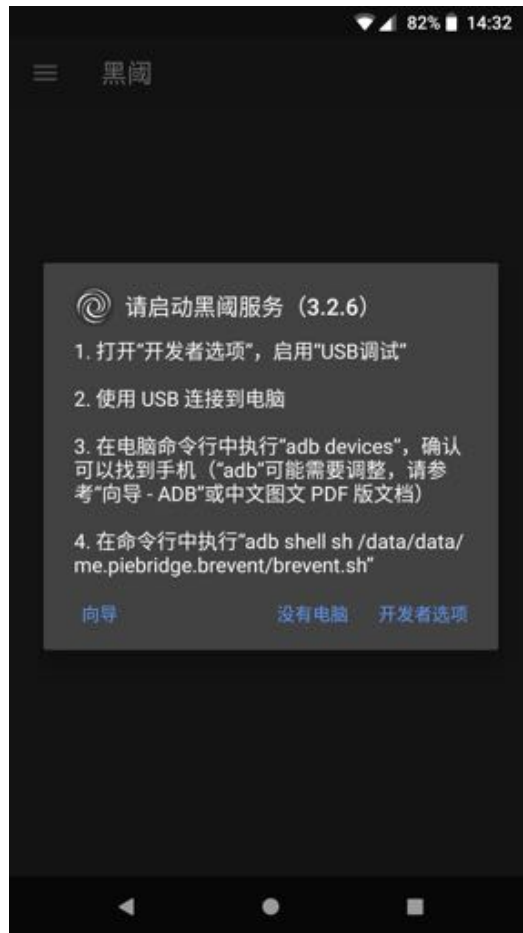 82% 14:32
黑阈
请启动黑阈服务（3.2.6）
1. 打开“开发者选项”，启用“USB调试”
2. 使用 USB 连接到电脑
3. 在电脑命令行中执行“adb devices”，确认
可以找到手机（“adb”可能需要调整，请参
考“向导 - ADB”或中文图文 PDF 版文档）
4. 在命令行中执行“adb shell sh /data/data/
me.piebridge.brevent/brevent.sh”
向导 没有电脑 开发者选项